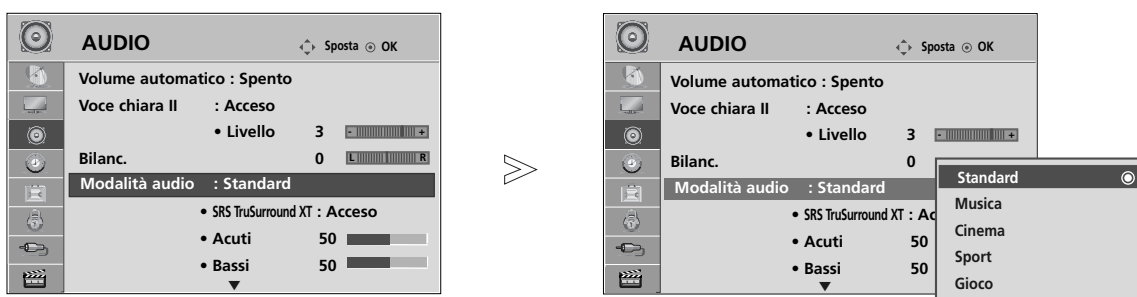 AUDIO Sposta OK
Volume automatico : Spento
Voce chiara II : Acceso
• Livello 3 - +
Bilanc. 0 L R
Modalità audio : Standard
• SRS TruSurround XT : Acceso
• Acuti 50
• Bassi 50
AUDIO Sposta OK
Volume automatico : Spento
Voce chiara II : Acceso
• Livello 3 - +
Bilanc. 0
Modalità audio : Standard
• SRS TruSurround XT : Ac
• Acuti 50
• Bassi 50
Standard
Musica
Cinema
Sport
Gioco